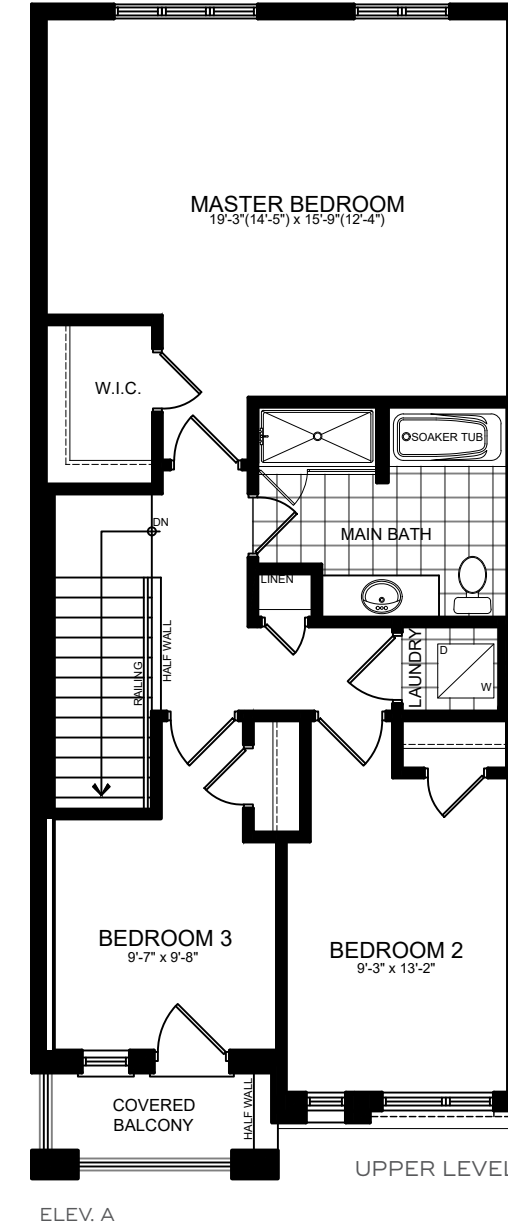 MASTER BEDROOM
19'-3"(14'-5") x 15'-9"(12'-4")
W.I.C.
SOAKER TUB
DN
MAIN BATH
LINEN
HALF WALL
RAILING
LAUNDRY
D
W
BEDROOM 3
9'-7" x 9'-8"
BEDROOM 2
9'-3" x 13'-2"
COVERED
BALCONY
HALF WALL
UPPER LEVEL
ELEV. A